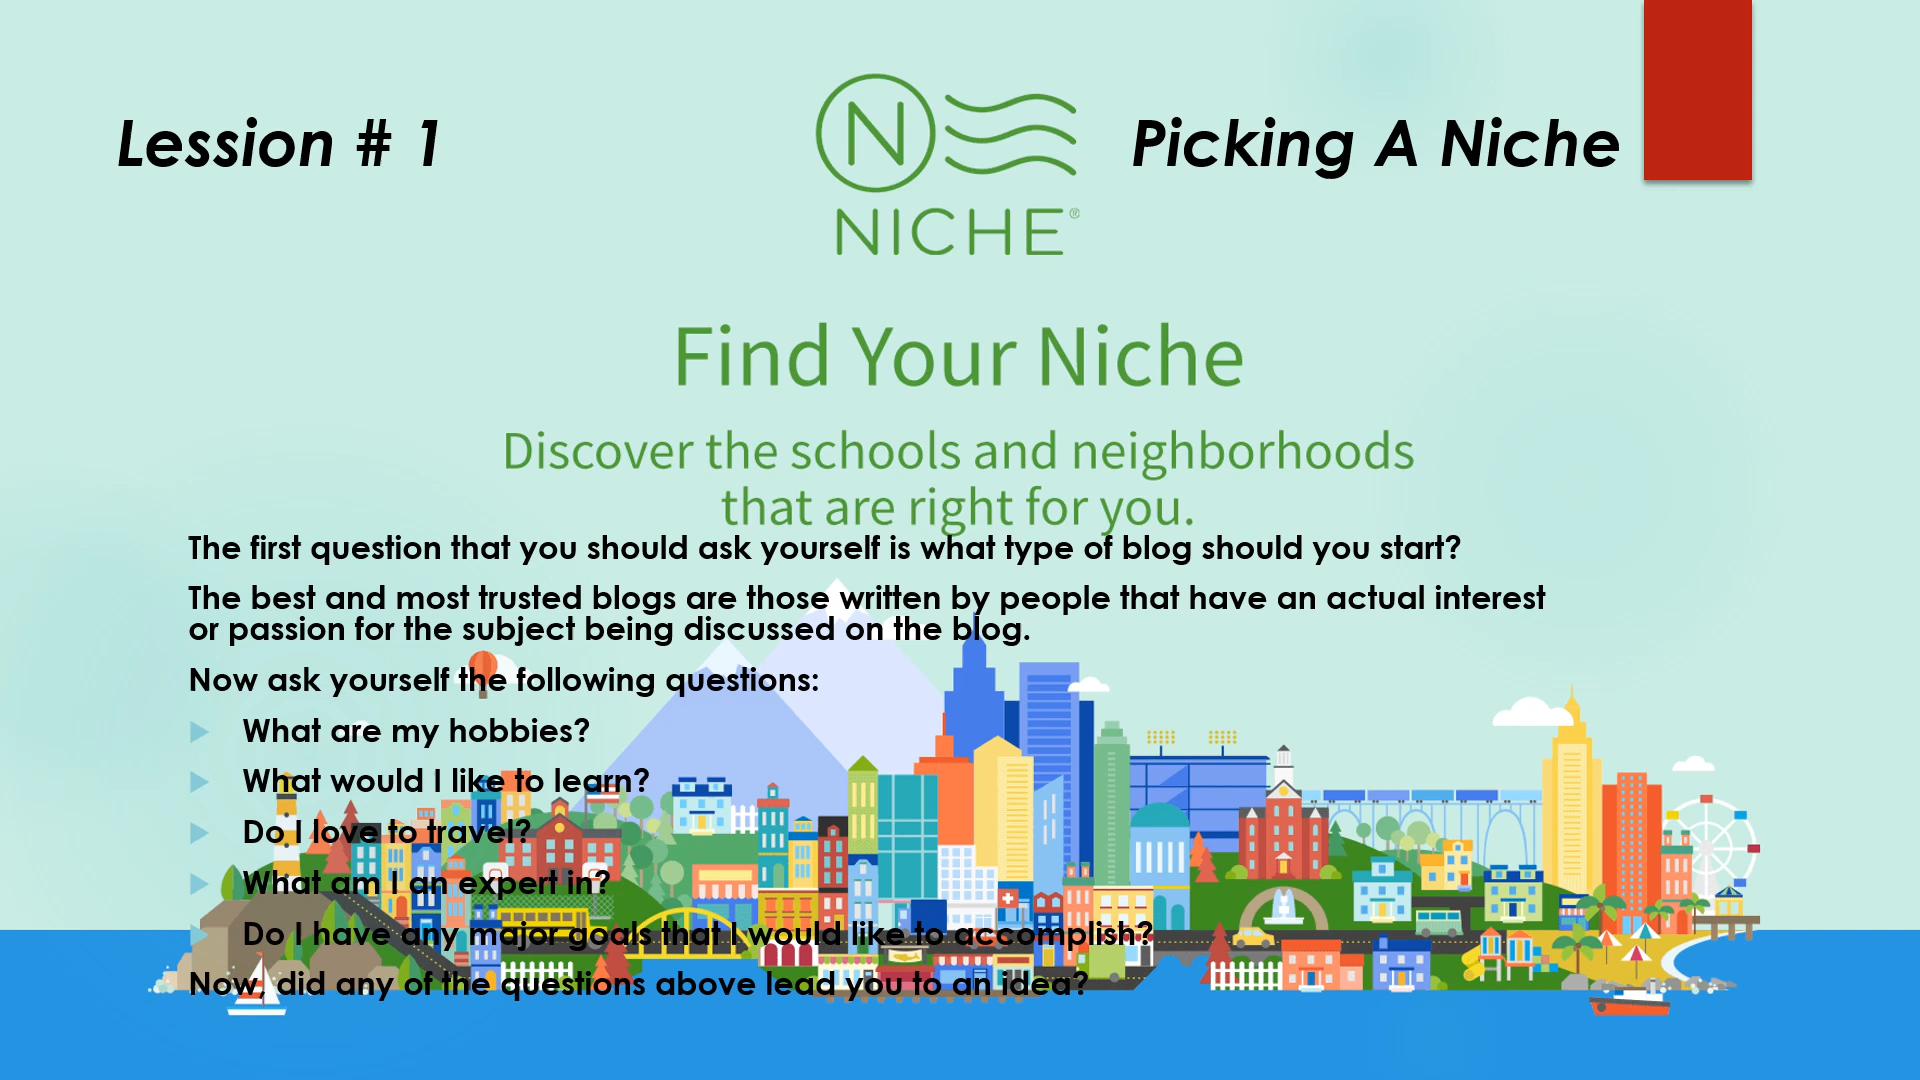 Lession # 1
Picking A Niche
N
NICHE®
Find Your Niche
Discover the schools and neighborhoods
that are right for you.
The first question that you should ask yourself is what type of blog should you start?
The best and most trusted blogs are those written by people that have an actual interest
or passion for the subject being discussed on the blog.
Now ask yourself the following questions:
What are my hobbies?
What would I like to learn?
Do I love to travel?
What am I an expert in?
Do I have any major goals that I would like to accomplish?
Now, did any of the questions above lead you to an idea?